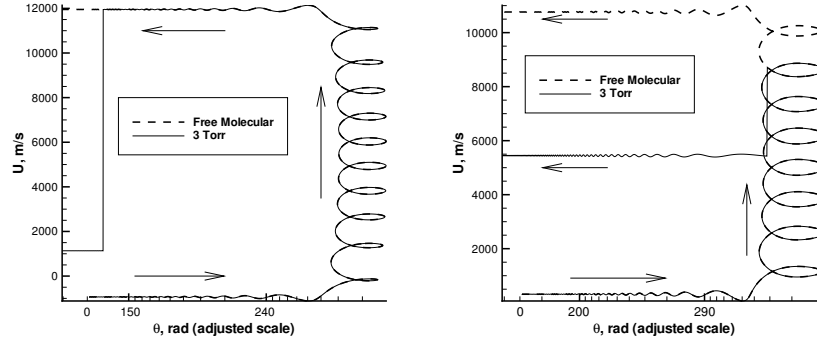 12000
10000
8000
6000
4000
2000
0
U, m/s
Free Molecular
3 Torr
0 150 240
θ, rad (adjusted scale)
10000
8000
6000
4000
2000
U, m/s
Free Molecular
3 Torr
0 200 290
θ, rad (adjusted scale)